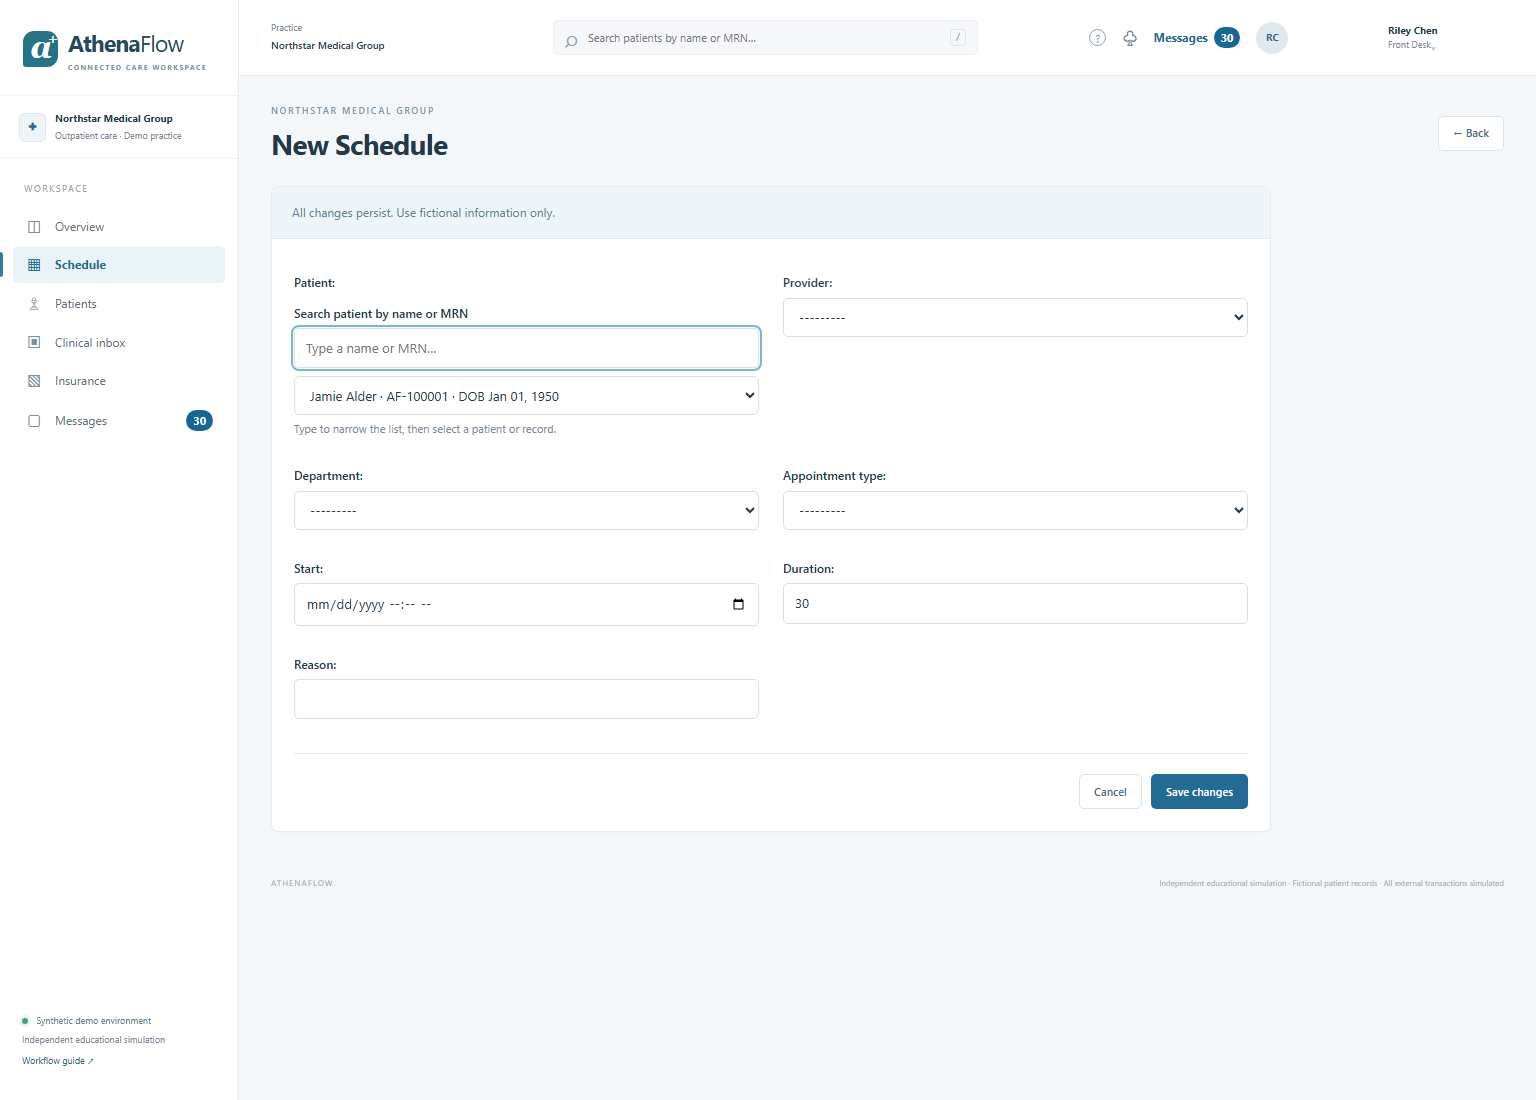 a+
AthenaFlow
CONNECTED CARE WORKSPACE
Northstar Medical Group
Outpatient care · Demo practice
WORKSPACE
Overview
Schedule
Patients
Clinical inbox
Insurance
Messages 30
Synthetic demo environment
Independent educational simulation
Workflow guide ↗
Practice
Northstar Medical Group
Search patients by name or MRN... /
? Messages 30 RC
Riley Chen
Front Desk
NORTHSTAR MEDICAL GROUP
New Schedule
← Back
All changes persist. Use fictional information only.
Patient:
Search patient by name or MRN
Type a name or MRN...
Jamie Alder · AF-100001 · DOB Jan 01, 1950
Type to narrow the list, then select a patient or record.
Provider:
---------
Department:
---------
Appointment type:
---------
Start:
mm/dd/yyyy --:-- --
Duration:
30
Reason:
Cancel Save changes
ATHENAFLOW
Independent educational simulation · Fictional patient records · All external transactions simulated